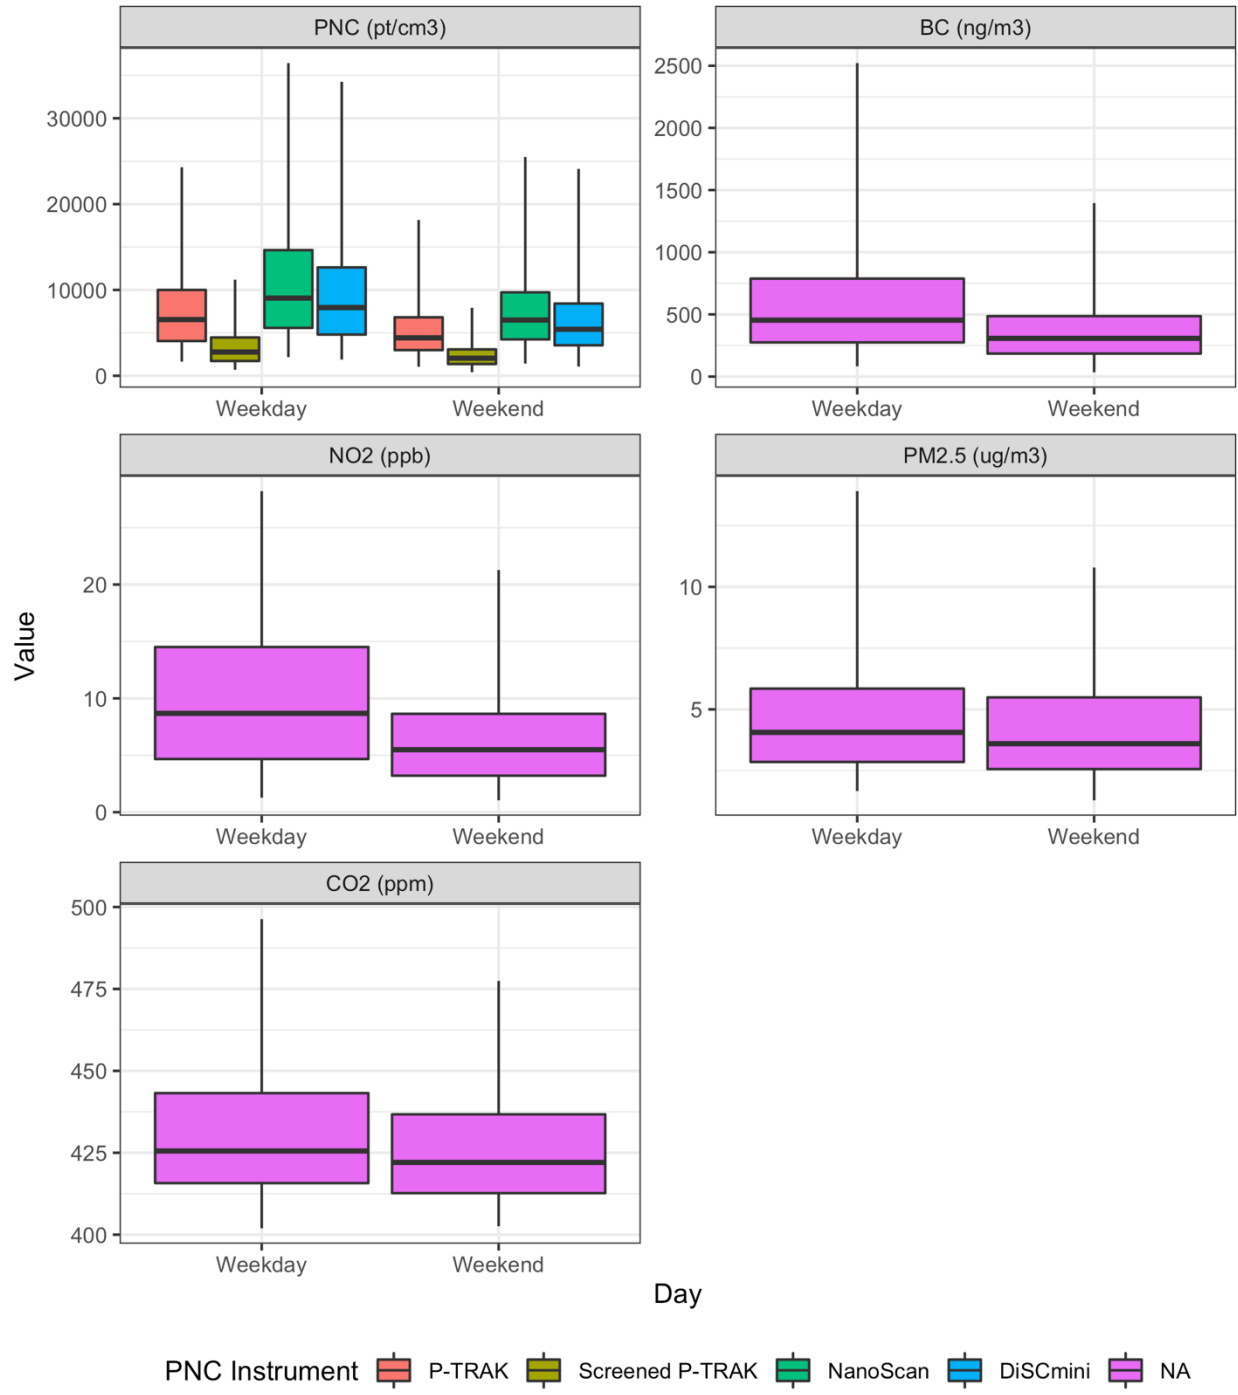 PNC (pt/cm3)
30000
20000
10000
0
Weekday Weekend
BC (ng/m3)
2500
2000
1500
1000
500
0
Weekday Weekend
NO2 (ppb)
20
10
0
Weekday Weekend
PM2.5 (ug/m3)
10
5
Weekday Weekend
CO2 (ppm)
500
475
450
425
400
Weekday Weekend
Value
Day
PNC Instrument P-TRAK Screened P-TRAK NanoScan DiSCmini NA